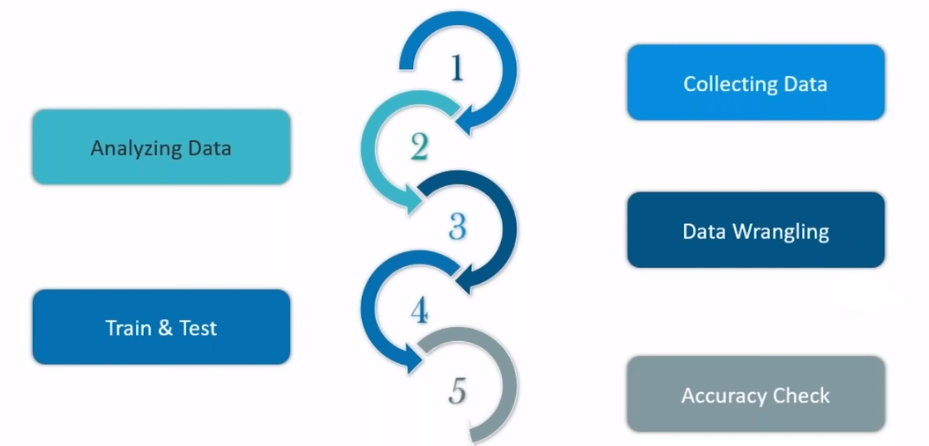 1
Collecting Data
Analyzing Data
2
3
Data Wrangling
4
Train & Test
5
Accuracy Check